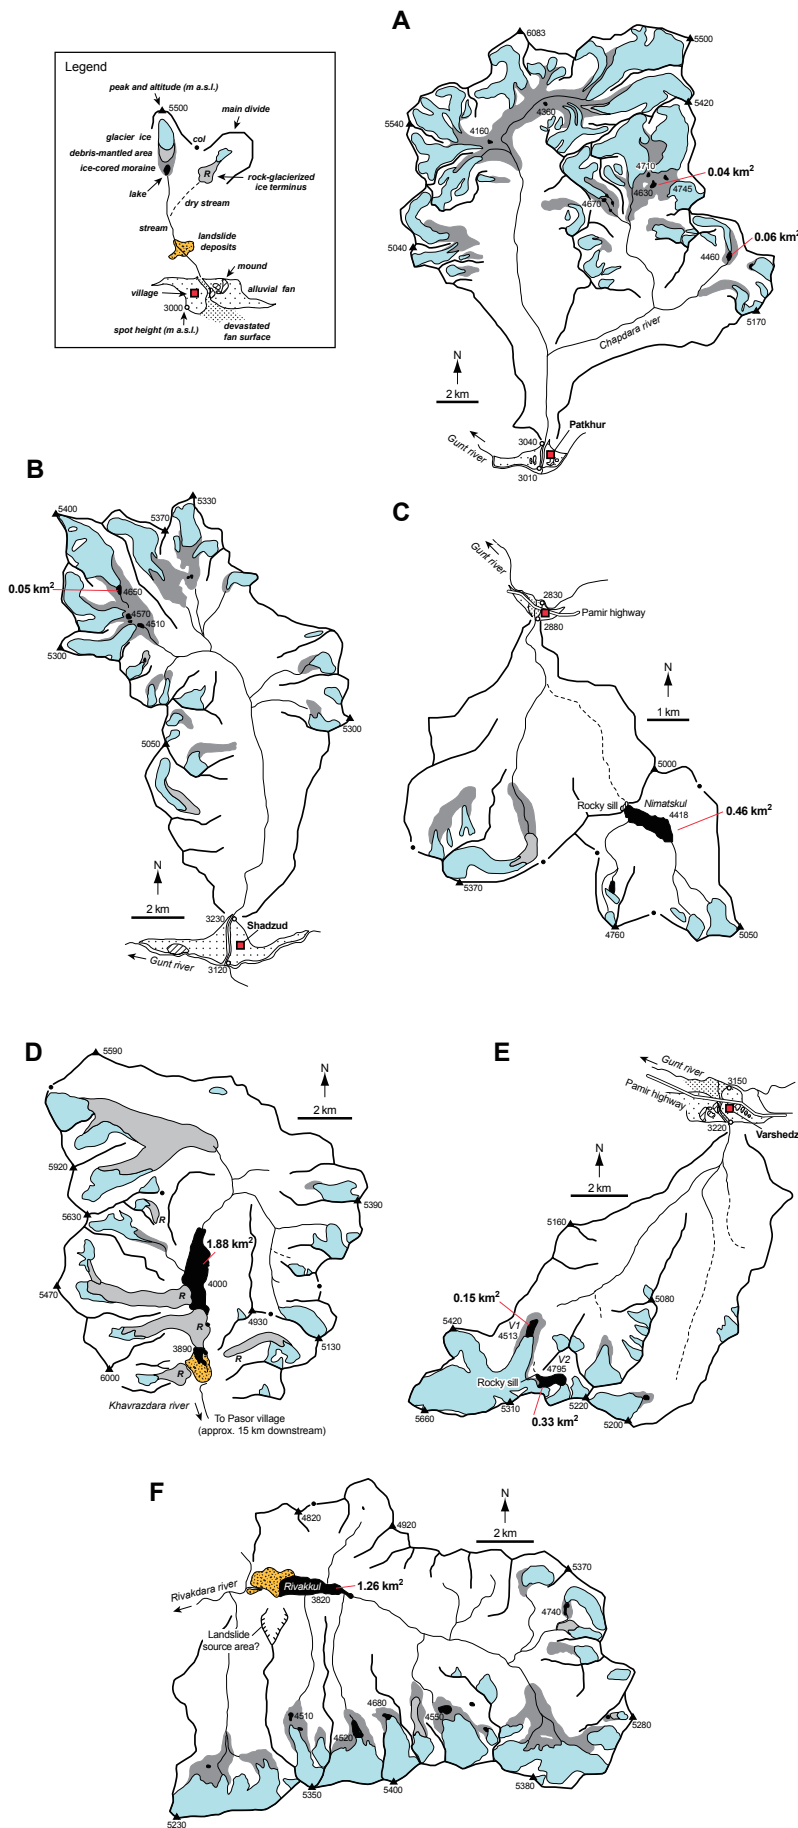 Legend
peak and altitude (m a.s.l.)
5500
main divide
col
glacier ice
debris-mantled area
ice-cored moraine
R
rock-glacierized
ice terminus
lake
dry stream
stream
landslide
deposits
mound
village
alluvial fan
3000
spot height (m a.s.l.)
devastated
fan surface
A
6083
5500
5420
5540
4160
4360
4710
0.04 km²
4670
4630
4745
0.06 km²
5040
4460
5170
Chapdara river
N
2 km
Patkhur
3040
Gunt river
3010
B
5330
5400
5370
0.05 km²
4650
4570
4510
5300
5300
5050
N
2 km
3230
Shadzud
Gunt river
3120
C
Gunt river
2830
Pamir highway
2880
N
1 km
5000
Rocky sill
Nimatskul
4418
0.46 km²
5370
4760
5050
D
5590
N
2 km
5920
5390
5630
R
1.88 km²
4000
5470
R
R
4930
5130
3890
R
R
6000
Khavrazdara river
To Pasor village
(approx. 15 km downstream)
E
Gunt river
3150
Pamir highway
3220
Varshedz
N
2 km
5160
0.15 km²
5080
5420
V1
4513
V2
4795
Rocky sill
5660
5310
0.33 km²
5220
5200
F
4820
4920
N
2 km
5370
Rivakdara river
Rivakkul
1.26 km²
3820
4740
Landslide
source area?
4510
4680
4520
4550
5280
5230
5350
5400
5380